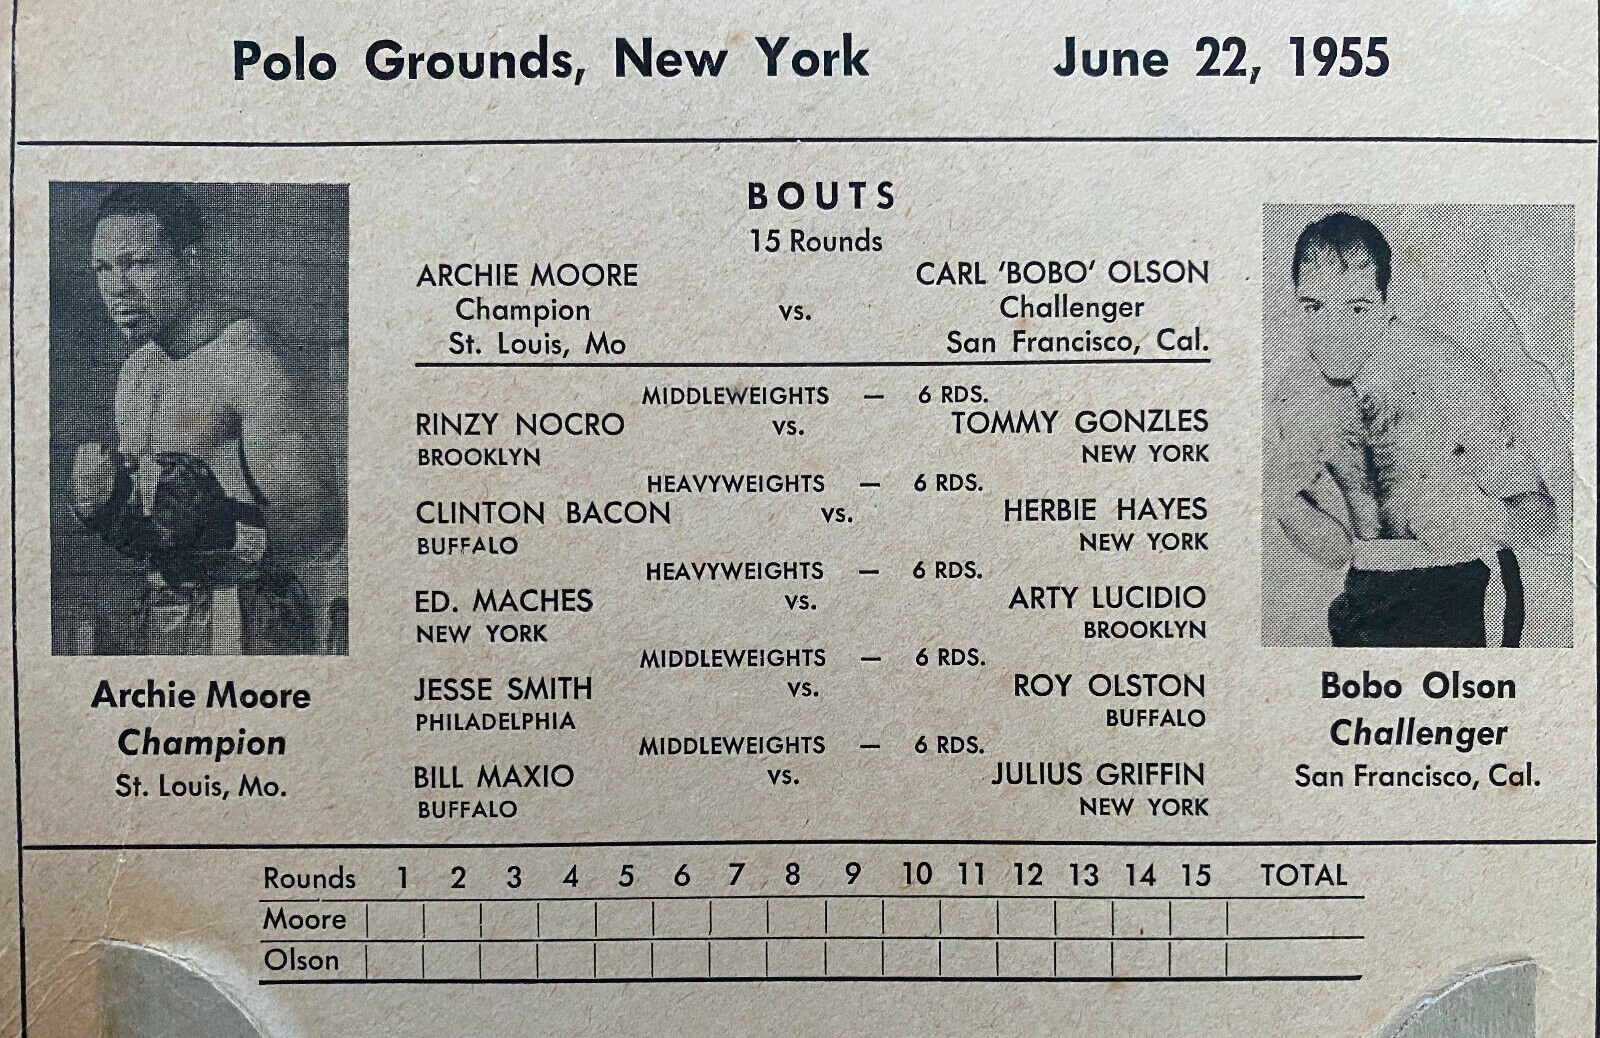 Polo Grounds, New York June 22, 1955
BOUTS
15 Rounds
ARCHIE MOORE CARL 'BOBO' OLSON
Champion vs. Challenger
St. Louis, Mo San Francisco, Cal.
MIDDLEWEIGHTS — 6 RDS.
RINZY NOCRO vs. TOMMY GONZLES
BROOKLYN NEW YORK
HEAVYWEIGHTS — 6 RDS.
CLINTON BACON vs. HERBIE HAYES
BUFFALO NEW YORK
HEAVYWEIGHTS — 6 RDS.
ED. MACHES vs. ARTY LUCIDIO
NEW YORK BROOKLYN
MIDDLEWEIGHTS — 6 RDS.
JESSE SMITH vs. ROY OLSTON
PHILADELPHIA BUFFALO
MIDDLEWEIGHTS — 6 RDS.
BILL MAXIO vs. JULIUS GRIFFIN
BUFFALO NEW YORK
Archie Moore
Champion
St. Louis, Mo.
Bobo Olson
Challenger
San Francisco, Cal.
Rounds 1 2 3 4 5 6 7 8 9 10 11 12 13 14 15 TOTAL
Moore
Olson